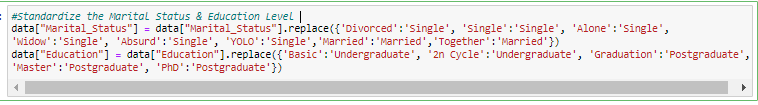 #Standardize the Marital Status & Education Level
data["Marital_Status"] = data["Marital_Status"].replace({'Divorced':'Single', 'Single':'Single', 'Alone':'Single',
'Widow':'Single', 'Absurd':'Single', 'YOLO':'Single','Married':'Married','Together':'Married'})
data["Education"] = data["Education"].replace({'Basic':'Undergraduate', '2n Cycle':'Undergraduate', 'Graduation':'Postgraduate',
'Master':'Postgraduate', 'PhD':'Postgraduate'})